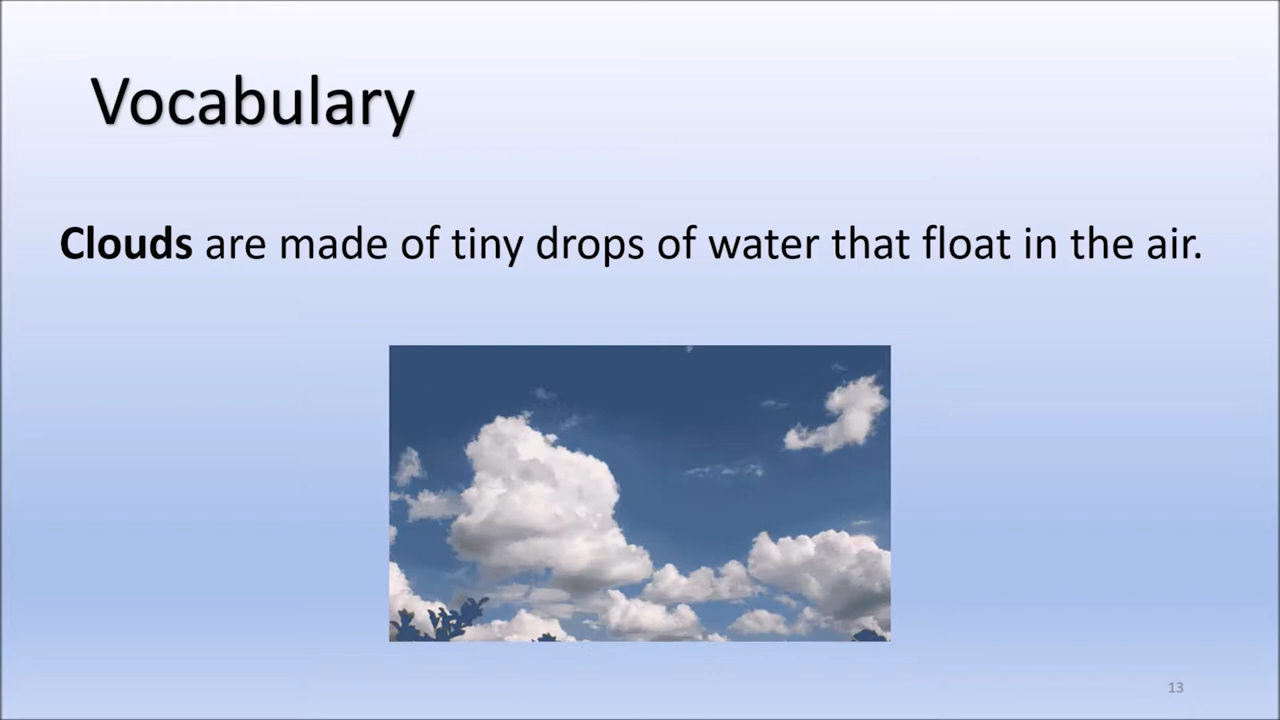 Vocabulary
Clouds are made of tiny drops of water that float in the air.
13